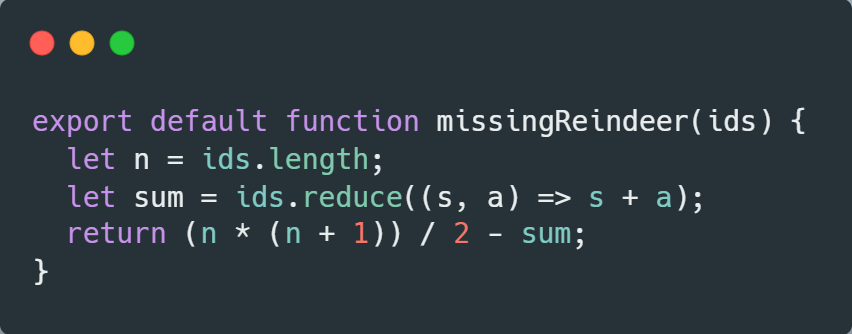 export default function missingReindeer(ids) {
  let n = ids.length;
  let sum = ids.reduce((s, a) => s + a);
  return (n * (n + 1)) / 2 - sum;
}